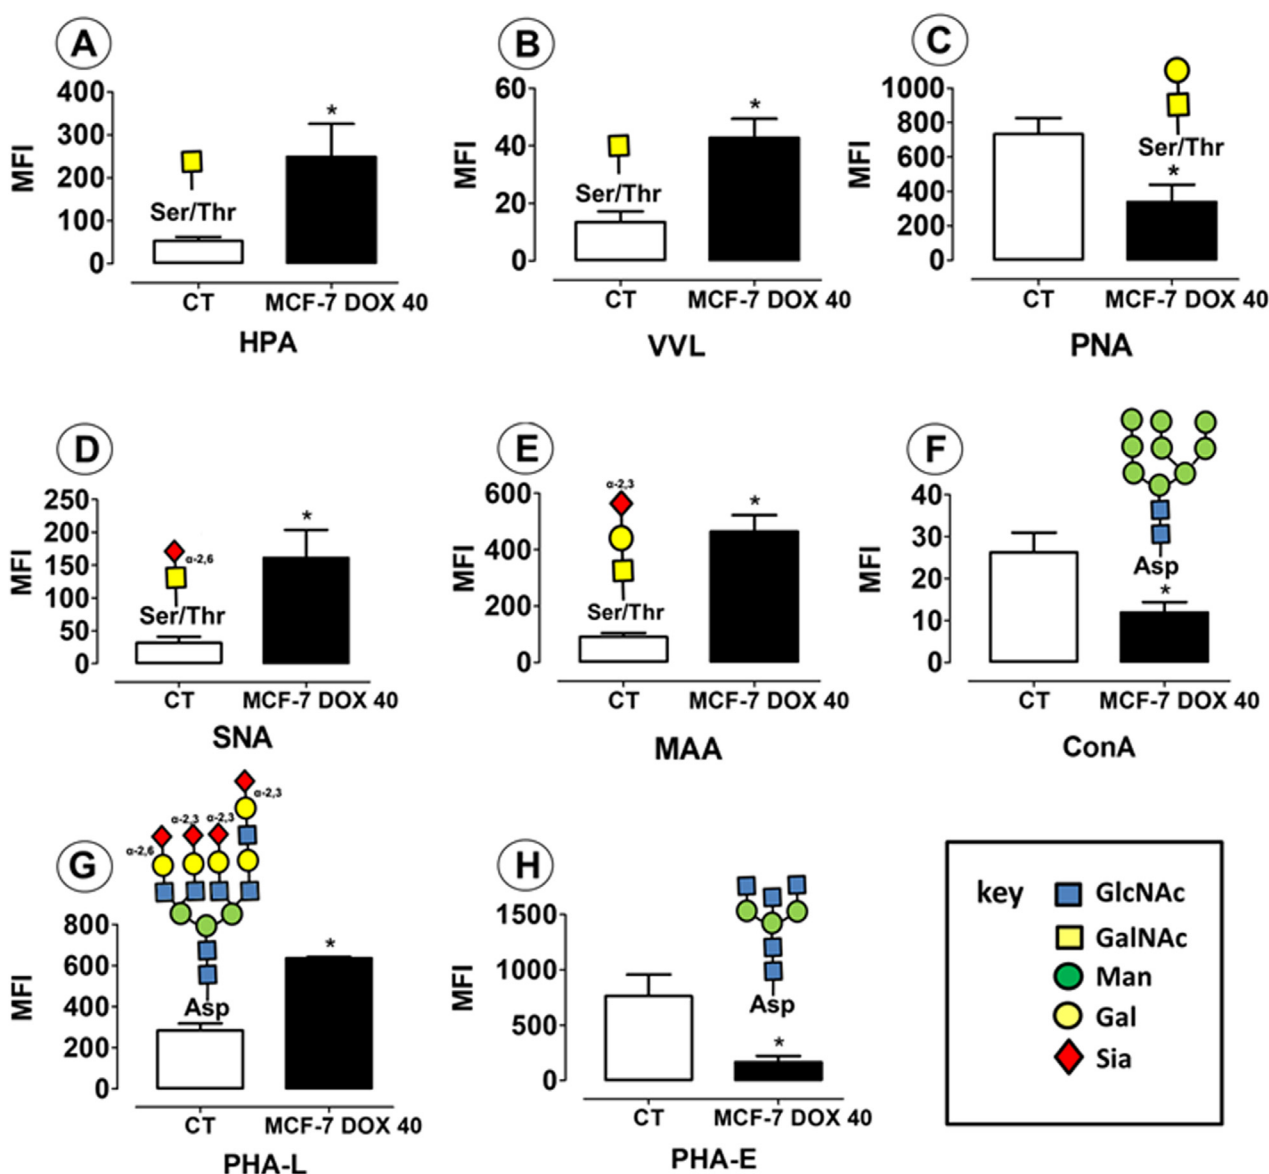 A
MFI
400
300
200
100
0
*
Ser/Thr
CT
MCF-7 DOX 40
HPA
B
MFI
60
40
20
0
*
Ser/Thr
CT
MCF-7 DOX 40
VVL
C
MFI
1000
800
600
400
200
0
Ser/Thr
*
CT
MCF-7 DOX 40
PNA
D
MFI
250
200
150
100
50
0
*
α-2,6
Ser/Thr
CT
MCF-7 DOX 40
SNA
E
MFI
600
400
200
0
α-2,3
*
Ser/Thr
CT
MCF-7 DOX 40
MAA
F
MFI
40
30
20
10
0
Asp
*
CT
MCF-7 DOX 40
ConA
G
MFI
800
600
400
200
0
α-2,3
α-2,3 α-2,3
α-2,6
Asp
*
CT
MCF-7 DOX 40
PHA-L
H
MFI
1500
1000
500
0
Asp
*
CT
MCF-7 DOX 40
PHA-E
key
GlcNAc
GalNAc
Man
Gal
Sia